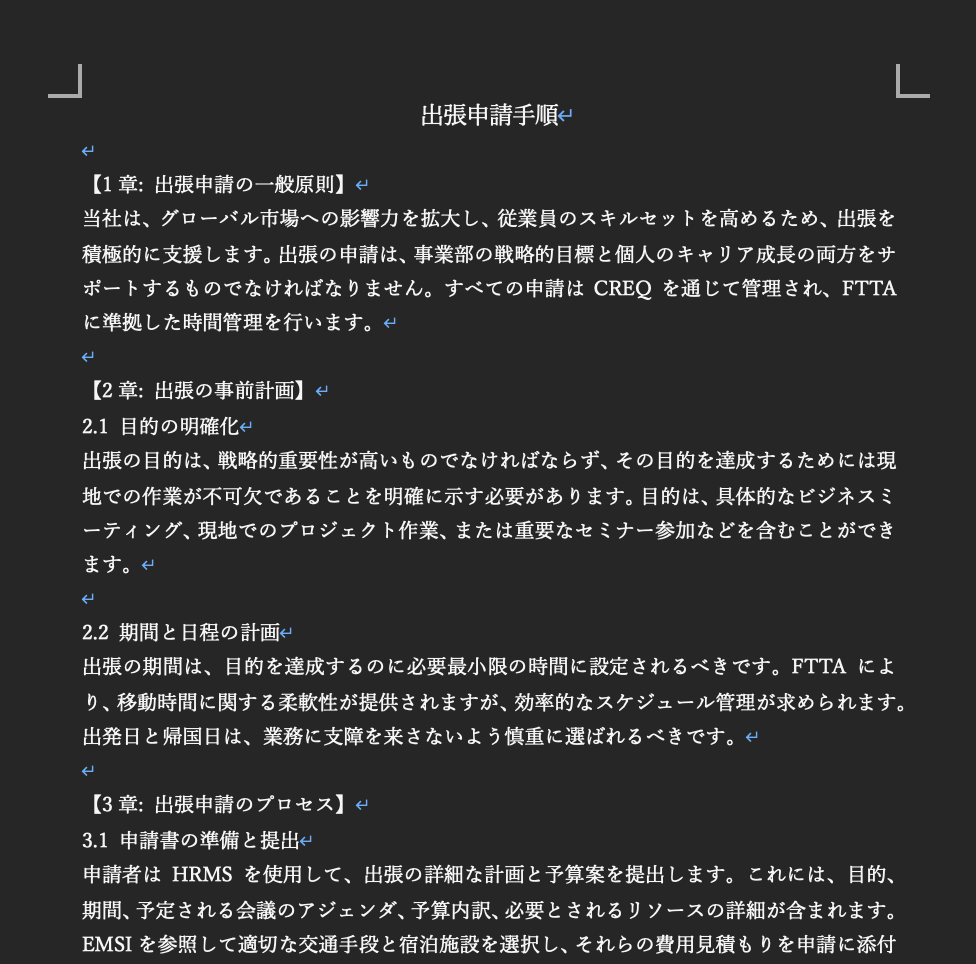 出張申請手順
【1 章: 出張申請の一般原則】
当社は、グローバル市場への影響力を拡大し、従業員のスキルセットを高めるため、出張を
積極的に支援します。出張の申請は、事業部の戦略的目標と個人のキャリア成長の両方をサ
ポートするものでなければなりません。すべての申請は CREQ を通じて管理され、FTTA
に準拠した時間管理を行います。
【2 章: 出張の事前計画】
2.1 目的の明確化
出張の目的は、戦略的重要性が高いものでなければならず、その目的を達成するためには現
地での作業が不可欠であることを明確に示す必要があります。目的は、具体的なビジネスミ
ーティング、現地でのプロジェクト作業、または重要なセミナー参加などを含むことができ
ます。
2.2 期間と日程の計画
出張の期間は、目的を達成するのに必要最小限の時間に設定されるべきです。FTTA によ
り、移動時間に関する柔軟性が提供されますが、効率的なスケジュール管理が求められます。
出発日と帰国日は、業務に支障を来さないよう慎重に選ばれるべきです。
【3 章: 出張申請のプロセス】
3.1 申請書の準備と提出
申請者は HRMS を使用して、出張の詳細な計画と予算案を提出します。これには、目的、
期間、予定される会議のアジェンダ、予算内訳、必要とされるリソースの詳細が含まれます。
EMSI を参照して適切な交通手段と宿泊施設を選択し、それらの費用見積もりを申請に添付